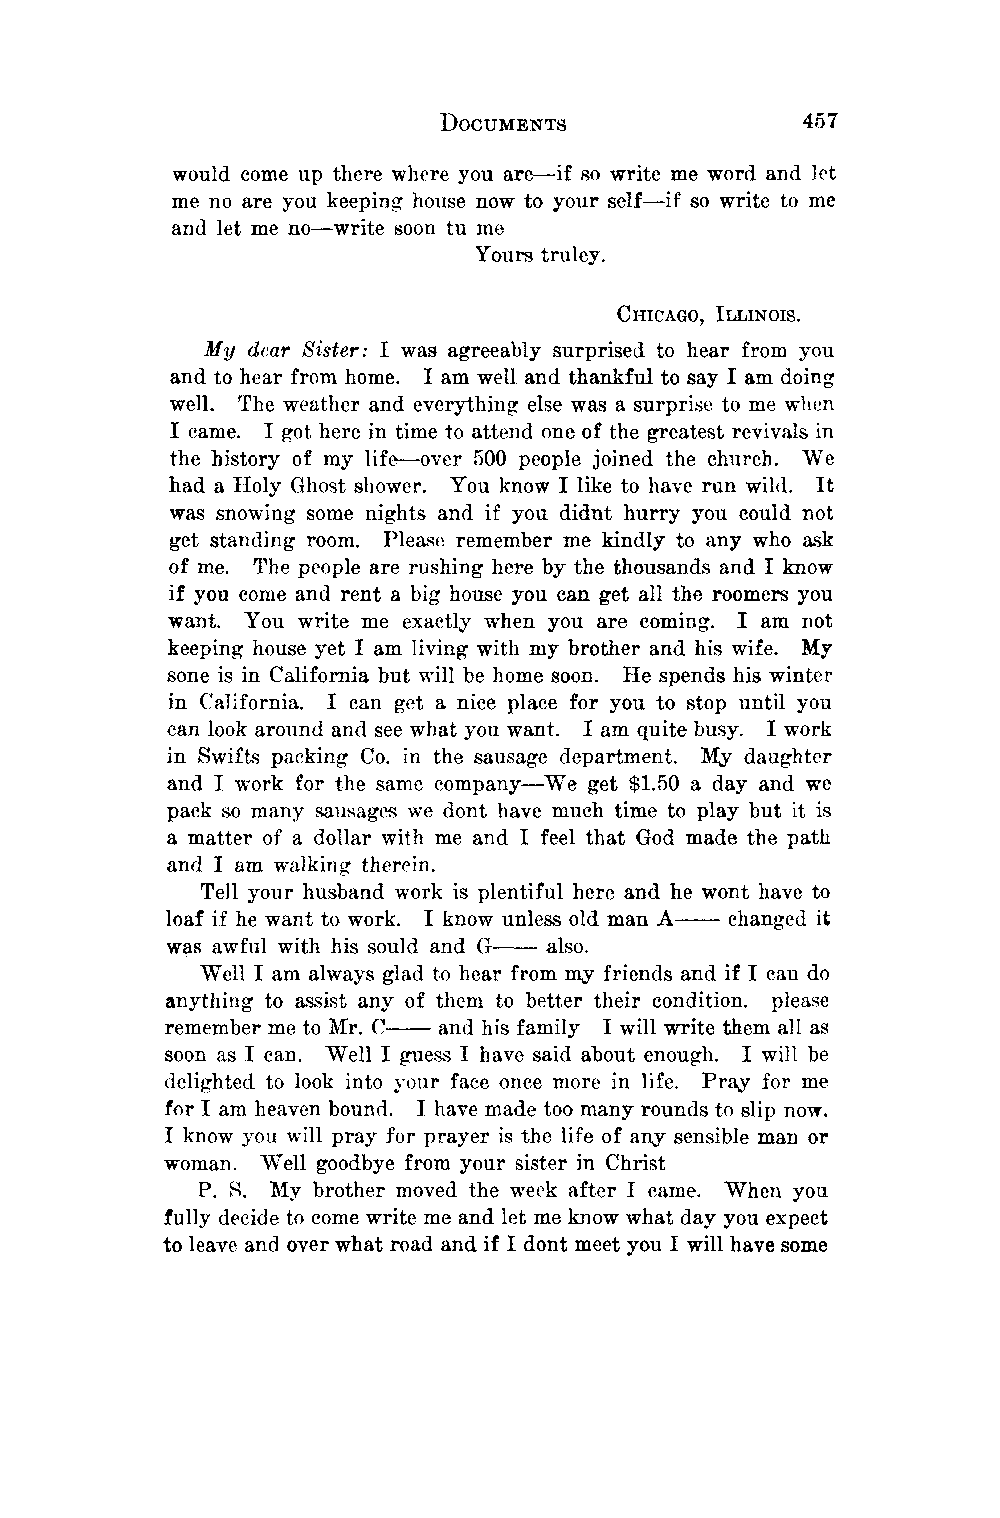 DOCUMENTS 457
would come up there where you are—if so write me word and let
me no are you keeping house now to your self—if so write to me
and let me no—write soon tu me
Yours truley.
CHICAGO, ILLINOIS.
My dear Sister: I was agreeably surprised to hear from you
and to hear from home. I am well and thankful to say I am doing
well. The weather and everything else was a surprise to me when
I came. I got here in time to attend one of the greatest revivals in
the history of my life—over 500 people joined the church. We
had a Holy Ghost shower. You know I like to have run wild. It
was snowing some nights and if you didnt hurry you could not
get standing room. Please remember me kindly to any who ask
of me. The people are rushing here by the thousands and I know
if you come and rent a big house you can get all the roomers you
want. You write me exactly when you are coming. I am not
keeping house yet I am living with my brother and his wife. My
sone is in California but will be home soon. He spends his winter
in California. I can get a nice place for you to stop until you
can look around and see what you want. I am quite busy. I work
in Swifts packing Co. in the sausage department. My daughter
and I work for the same company—We get $1.50 a day and we
pack so many sausages we dont have much time to play but it is
a matter of a dollar with me and I feel that God made the path
and I am walking therein.
Tell your husband work is plentiful here and he wont have to
loaf if he want to work. I know unless old man A—— changed it
was awful with his sould and G—— also.
Well I am always glad to hear from my friends and if I can do
anything to assist any of them to better their condition. please
remember me to Mr. C—— and his family I will write them all as
soon as I can. Well I guess I have said about enough. I will be
delighted to look into your face once more in life. Pray for me
for I am heaven bound. I have made too many rounds to slip now.
I know you will pray for prayer is the life of any sensible man or
woman. Well goodbye from your sister in Christ
P. S. My brother moved the week after I came. When you
fully decide to come write me and let me know what day you expect
to leave and over what road and if I dont meet you I will have some